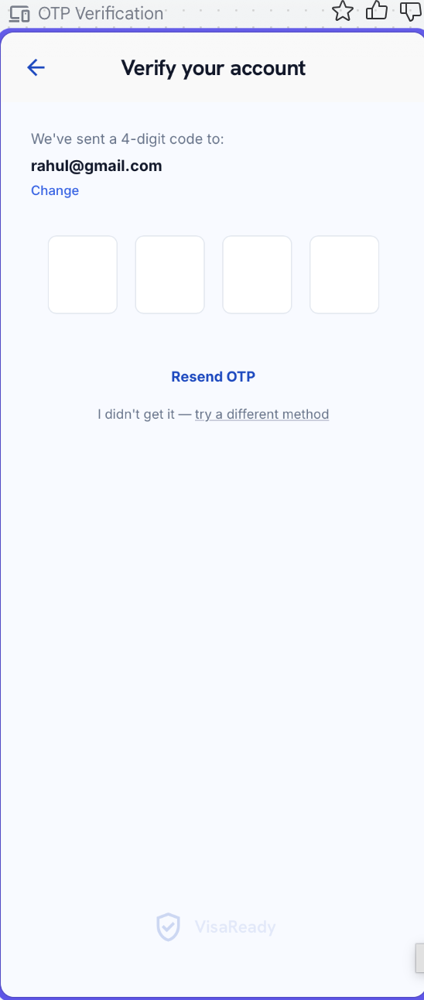 OTP Verification
Verify your account
We've sent a 4-digit code to:
rahul@gmail.com
Change
Resend OTP
I didn't get it — try a different method
VisaReady